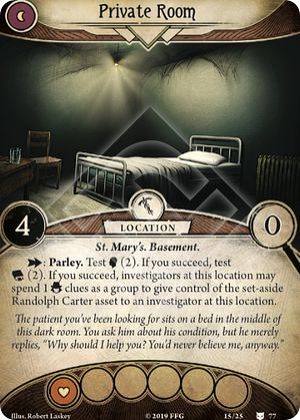 Private Room
4
LOCATION
0
St. Mary's. Basement.
: Parley. Test (2). If you succeed, test
(2). If you succeed, investigators at this location may
spend 1 clues as a group to give control of the set-aside
Randolph Carter asset to an investigator at this location.
The patient you've been looking for sits on a bed in the middle of
this dark room. You ask him about his condition, but he merely
replies, "Why should I help you? You'd never believe me, anyway."
Illus. Robert Laskey
© 2019 FFG
15/25
77